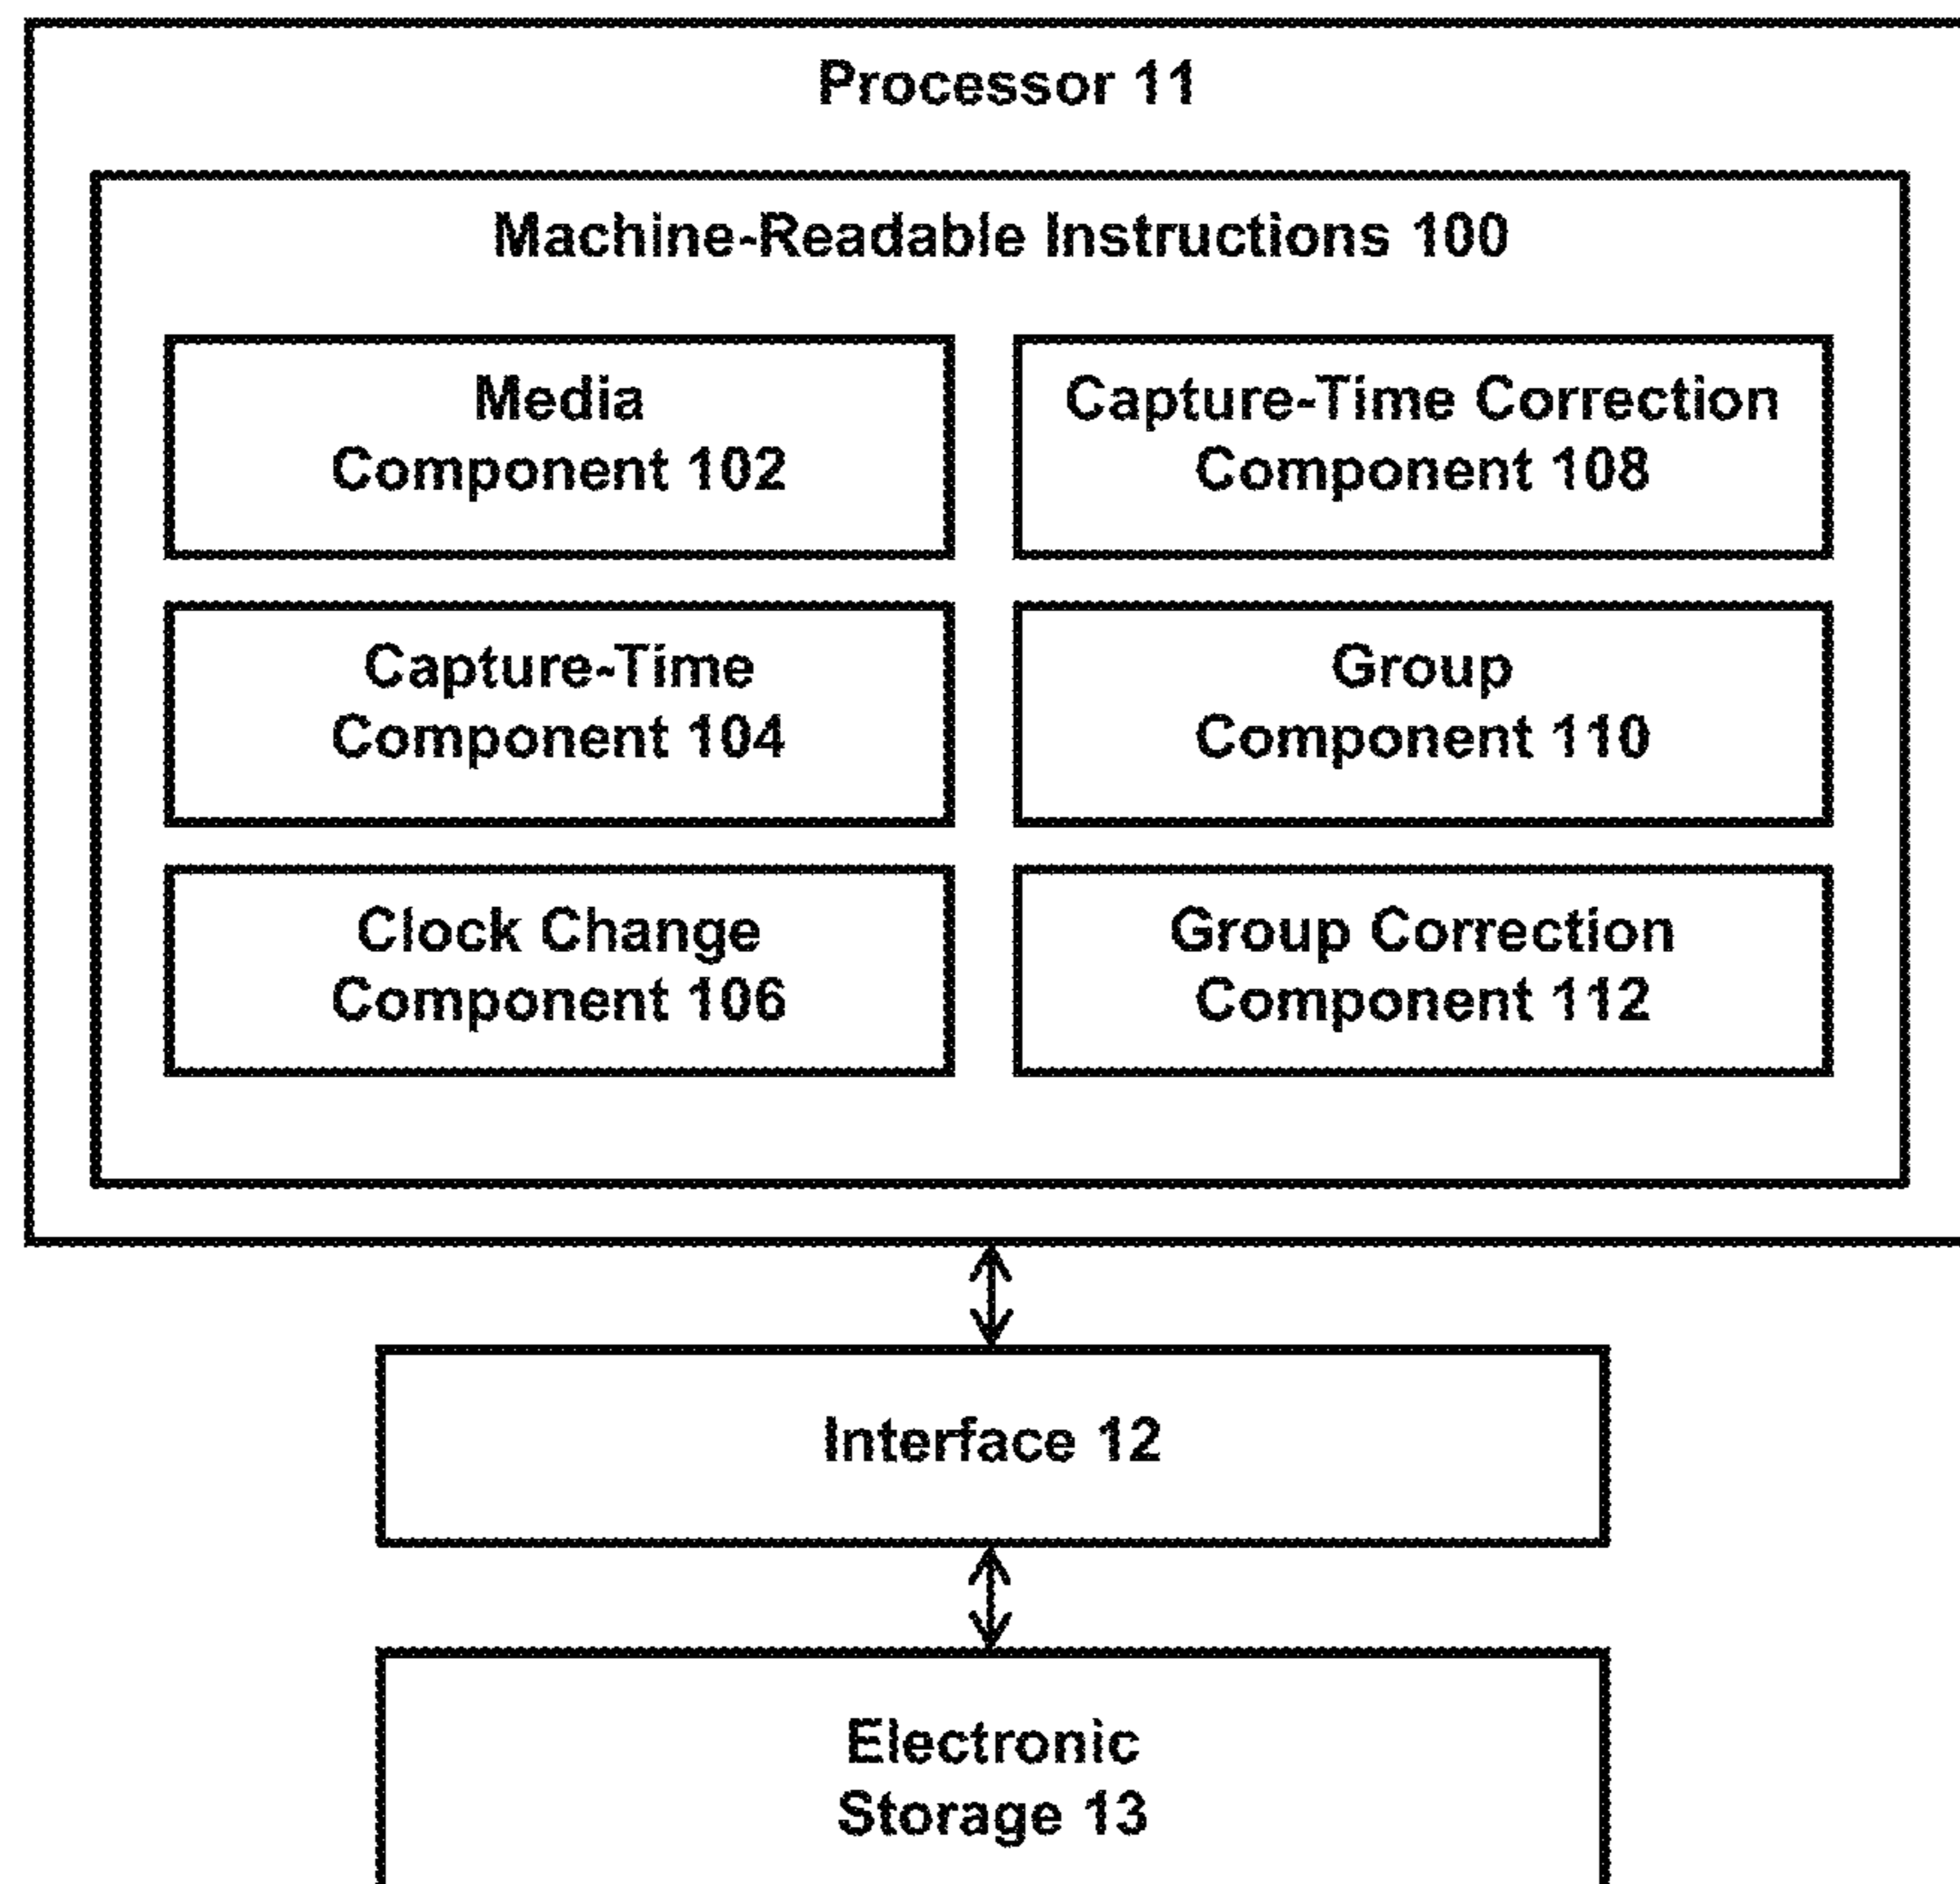 Processor 11
Machine-Readable Instructions 100
Media
Component 102
Capture-Time
Component 104
Clock Change
Component 106
Capture-Time Correction
Component 108
Group
Component 110
Group Correction
Component 112
Interface 12
Electronic
Storage 13